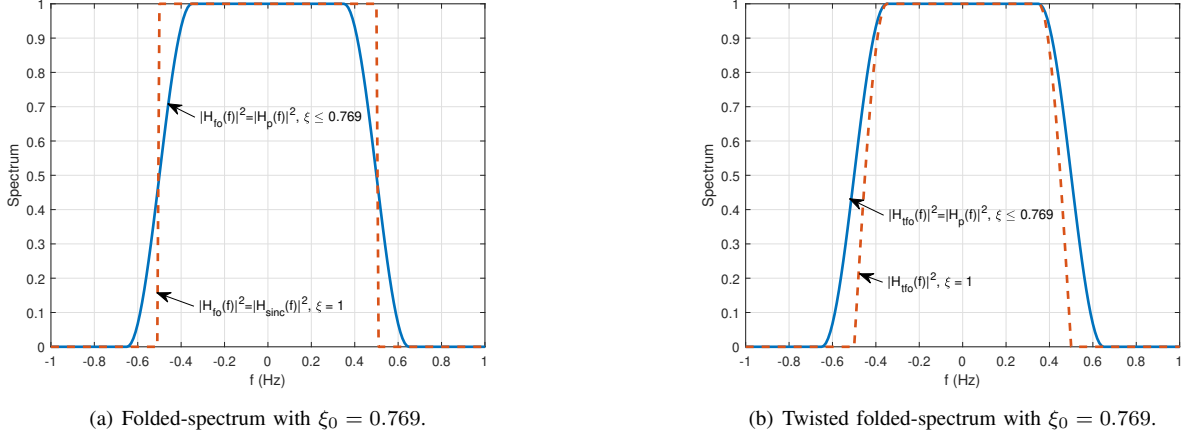 1
0.9
0.8
0.7
0.6
0.5
0.4
0.3
0.2
0.1
0
Spectrum
|H_fo(f)|²=|H_p(f)|², ξ ≤ 0.769
|H_fo(f)|²=|H_sinc(f)|², ξ = 1
-1 -0.8 -0.6 -0.4 -0.2 0 0.2 0.4 0.6 0.8 1
f (Hz)
(a) Folded-spectrum with ξ₀ = 0.769.
1
0.9
0.8
0.7
0.6
0.5
0.4
0.3
0.2
0.1
0
Spectrum
|H_tfo(f)|²=|H_p(f)|², ξ ≤ 0.769
|H_tfo(f)|², ξ = 1
-1 -0.8 -0.6 -0.4 -0.2 0 0.2 0.4 0.6 0.8 1
f (Hz)
(b) Twisted folded-spectrum with ξ₀ = 0.769.